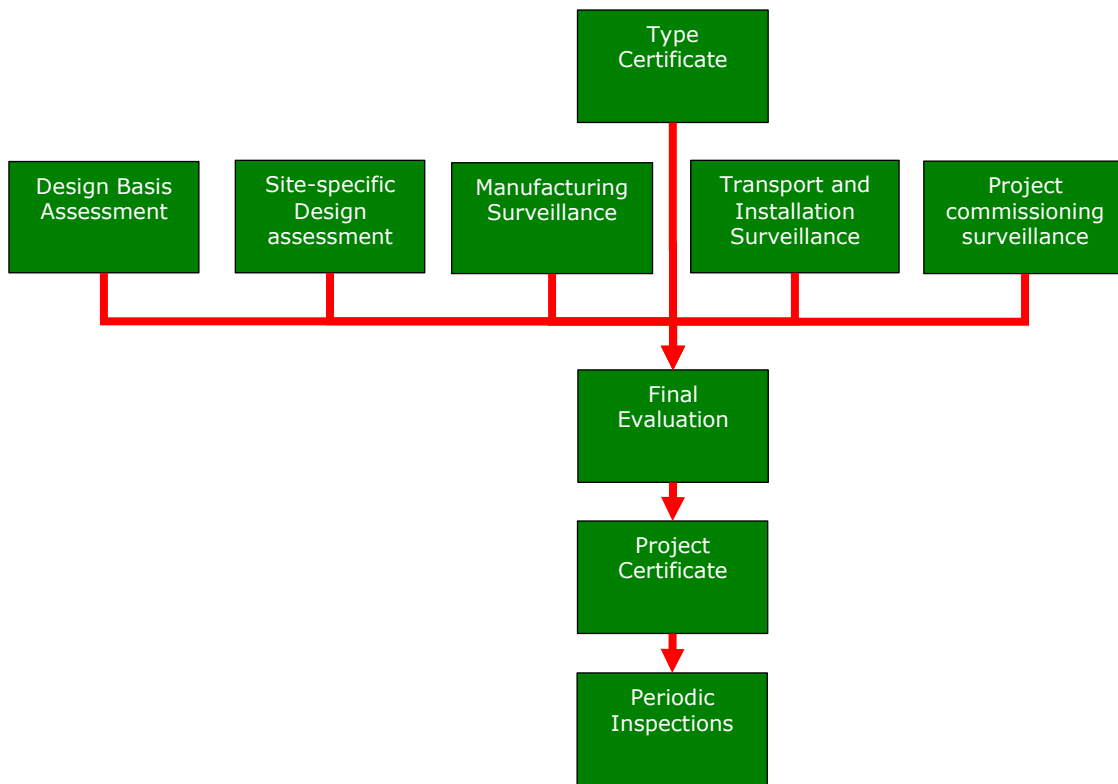 Type
Certificate
Design Basis
Assessment
Site-specific
Design
assessment
Manufacturing
Surveillance
Transport and
Installation
Surveillance
Project
commissioning
surveillance
Final
Evaluation
Project
Certificate
Periodic
Inspections